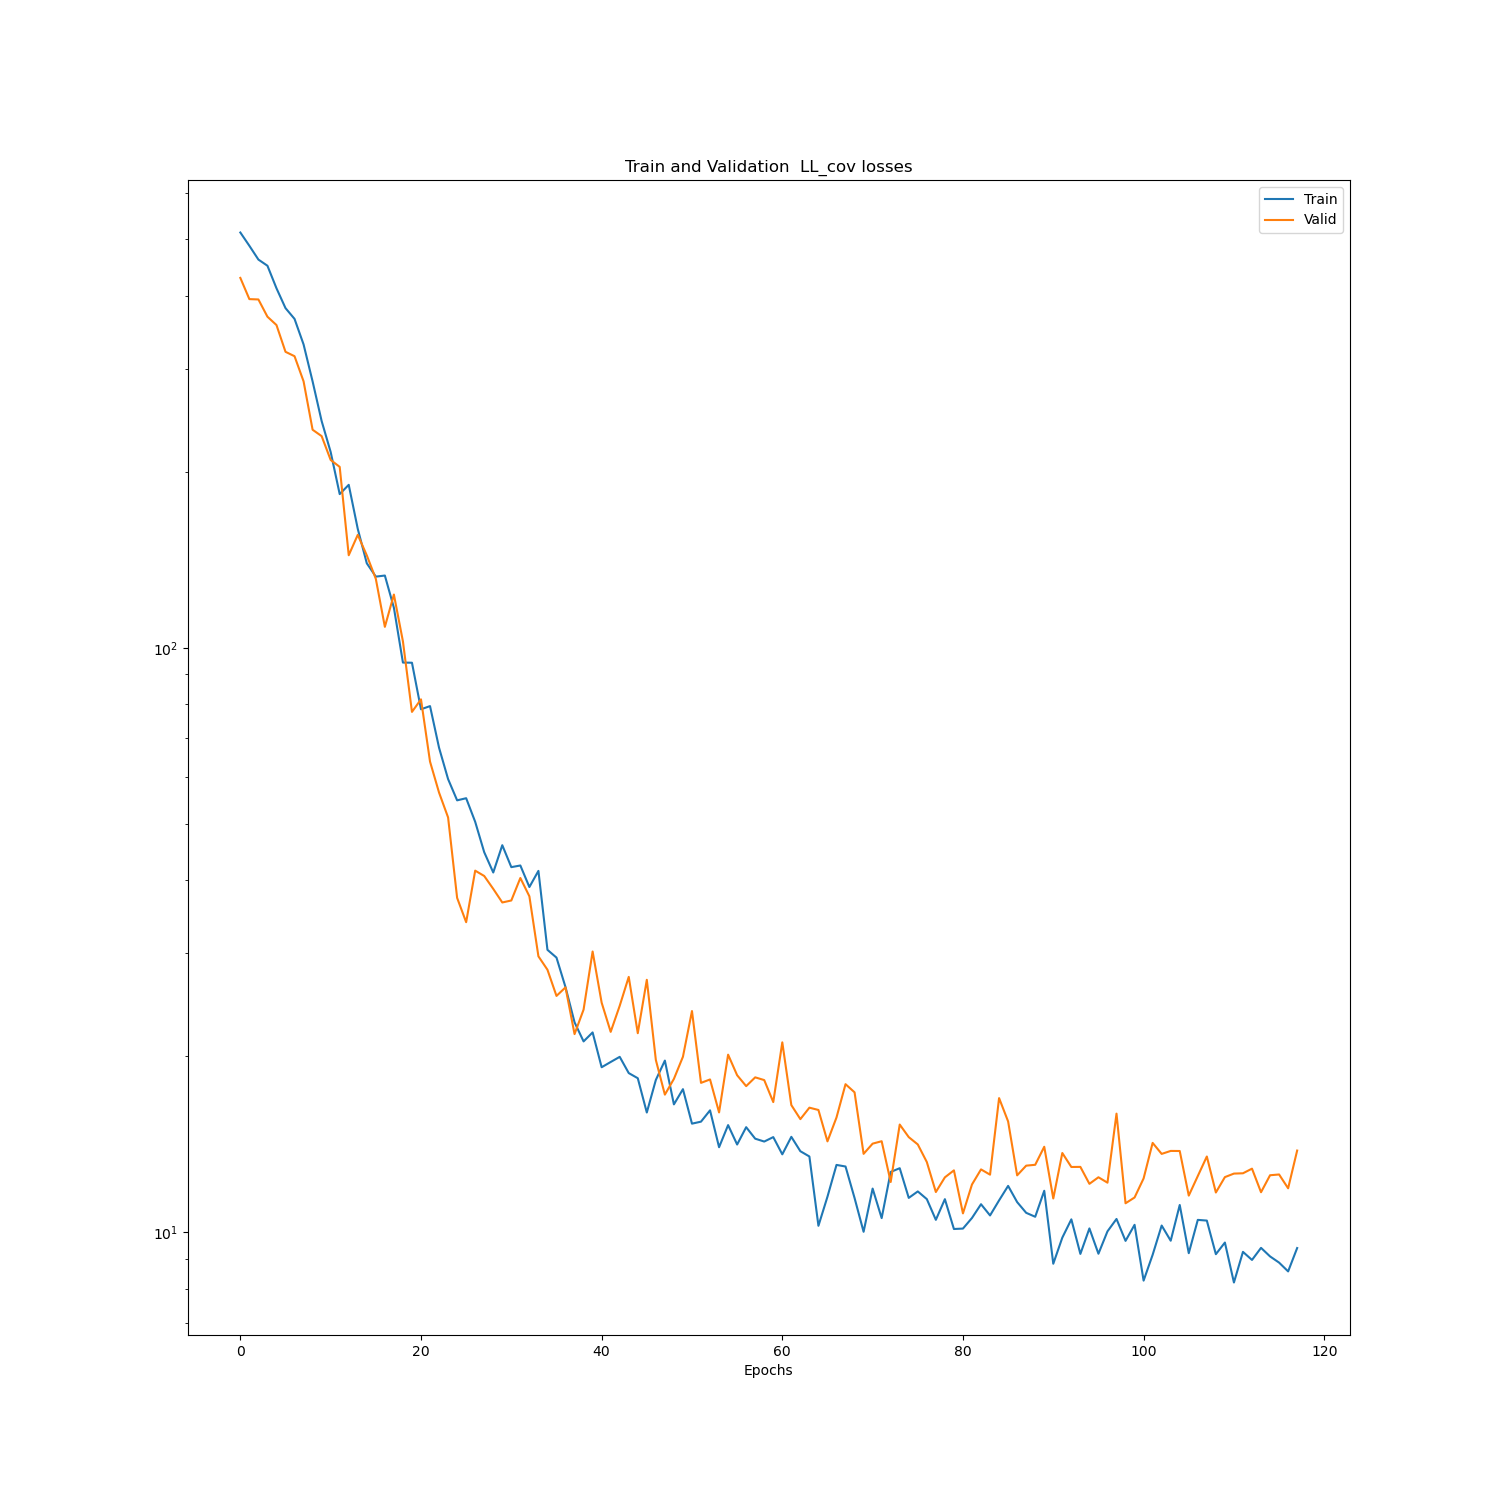 Train and Validation  LL_cov losses
Train
Valid
10²
10¹
0 20 40 60 80 100 120
Epochs